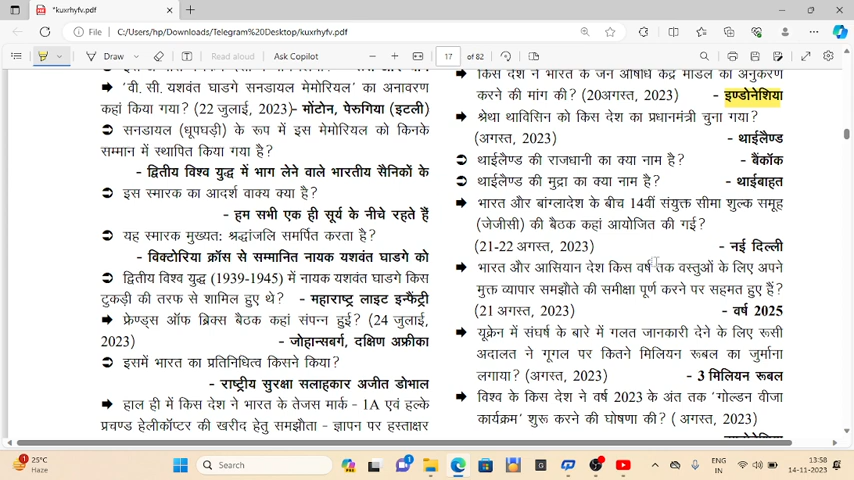 *kuxrhyfv.pdf
File
C:/Users/hp/Downloads/Telegram%20Desktop/kuxrhyfv.pdf
Draw
Read aloud
Ask Copilot
17
of 82
'वी. सी. यशवंत घाडगे सनडायल मेमोरियल' का अनावरण
कहां किया गया? (22 जुलाई, 2023)- मोंटोन, पेरुगिया (इटली)
सनडायल (धूपघड़ी) के रूप में इस मेमोरियल को किनके
सम्मान में स्थापित किया गया है?
- द्वितीय विश्व युद्ध में भाग लेने वाले भारतीय सैनिकों के
इस स्मारक का आदर्श वाक्य क्या है?
- हम सभी एक ही सूर्य के नीचे रहते हैं
यह स्मारक मुख्यत: श्रद्धांजलि समर्पित करता है?
- विक्टोरिया क्रॉस से सम्मानित नायक यशवंत घाडगे को
द्वितीय विश्व युद्ध (1939-1945) में नायक यशवंत घाडगे किस
टुकड़ी की तरफ से शामिल हुए थे? - महाराष्ट्र लाइट इन्फैंट्री
फ्रेण्ड्स ऑफ ब्रिक्स बैठक कहां संपन्न हुई? (24 जुलाई,
2023) - जोहान्सबर्ग, दक्षिण अफ्रीका
इसमें भारत का प्रतिनिधित्व किसने किया?
- राष्ट्रीय सुरक्षा सलाहकार अजीत डोभाल
हाल ही में किस देश ने भारत के तेजस मार्क - 1A एवं हल्के
प्रचण्ड हेलीकॉप्टर की खरीद हेतु समझौता - ज्ञापन पर हस्ताक्षर
किस देश ने भारत के जन औषधि केंद्र मॉडल का अनुकरण
करने की मांग की? (20अगस्त, 2023) - इण्डोनेशिया
श्रेथा थाविसिन को किस देश का प्रधानमंत्री चुना गया?
(अगस्त, 2023) - थाईलैण्ड
थाईलैण्ड की राजधानी का क्या नाम है? - बैंकॉक
थाईलैण्ड की मुद्रा का क्या नाम है? - थाईबाहत
भारत और बांग्लादेश के बीच 14वीं संयुक्त सीमा शुल्क समूह
(जेजीसी) की बैठक कहां आयोजित की गई?
(21-22 अगस्त, 2023) - नई दिल्ली
भारत और आसियान देश किस वर्ष तक वस्तुओं के लिए अपने
मुक्त व्यापार समझौते की समीक्षा पूर्ण करने पर सहमत हुए हैं?
(21 अगस्त, 2023) - वर्ष 2025
यूक्रेन में संघर्ष के बारे में गलत जानकारी देने के लिए रूसी
अदालत ने गूगल पर कितने मिलियन रूबल का जुर्माना
लगाया? (अगस्त, 2023) - 3 मिलियन रूबल
विश्व के किस देश ने वर्ष 2023 के अंत तक 'गोल्डन वीजा
कार्यक्रम' शुरू करने की घोषणा की? ( अगस्त, 2023)
25°C
Haze
Search
ENG
IN
13:58
14-11-2023